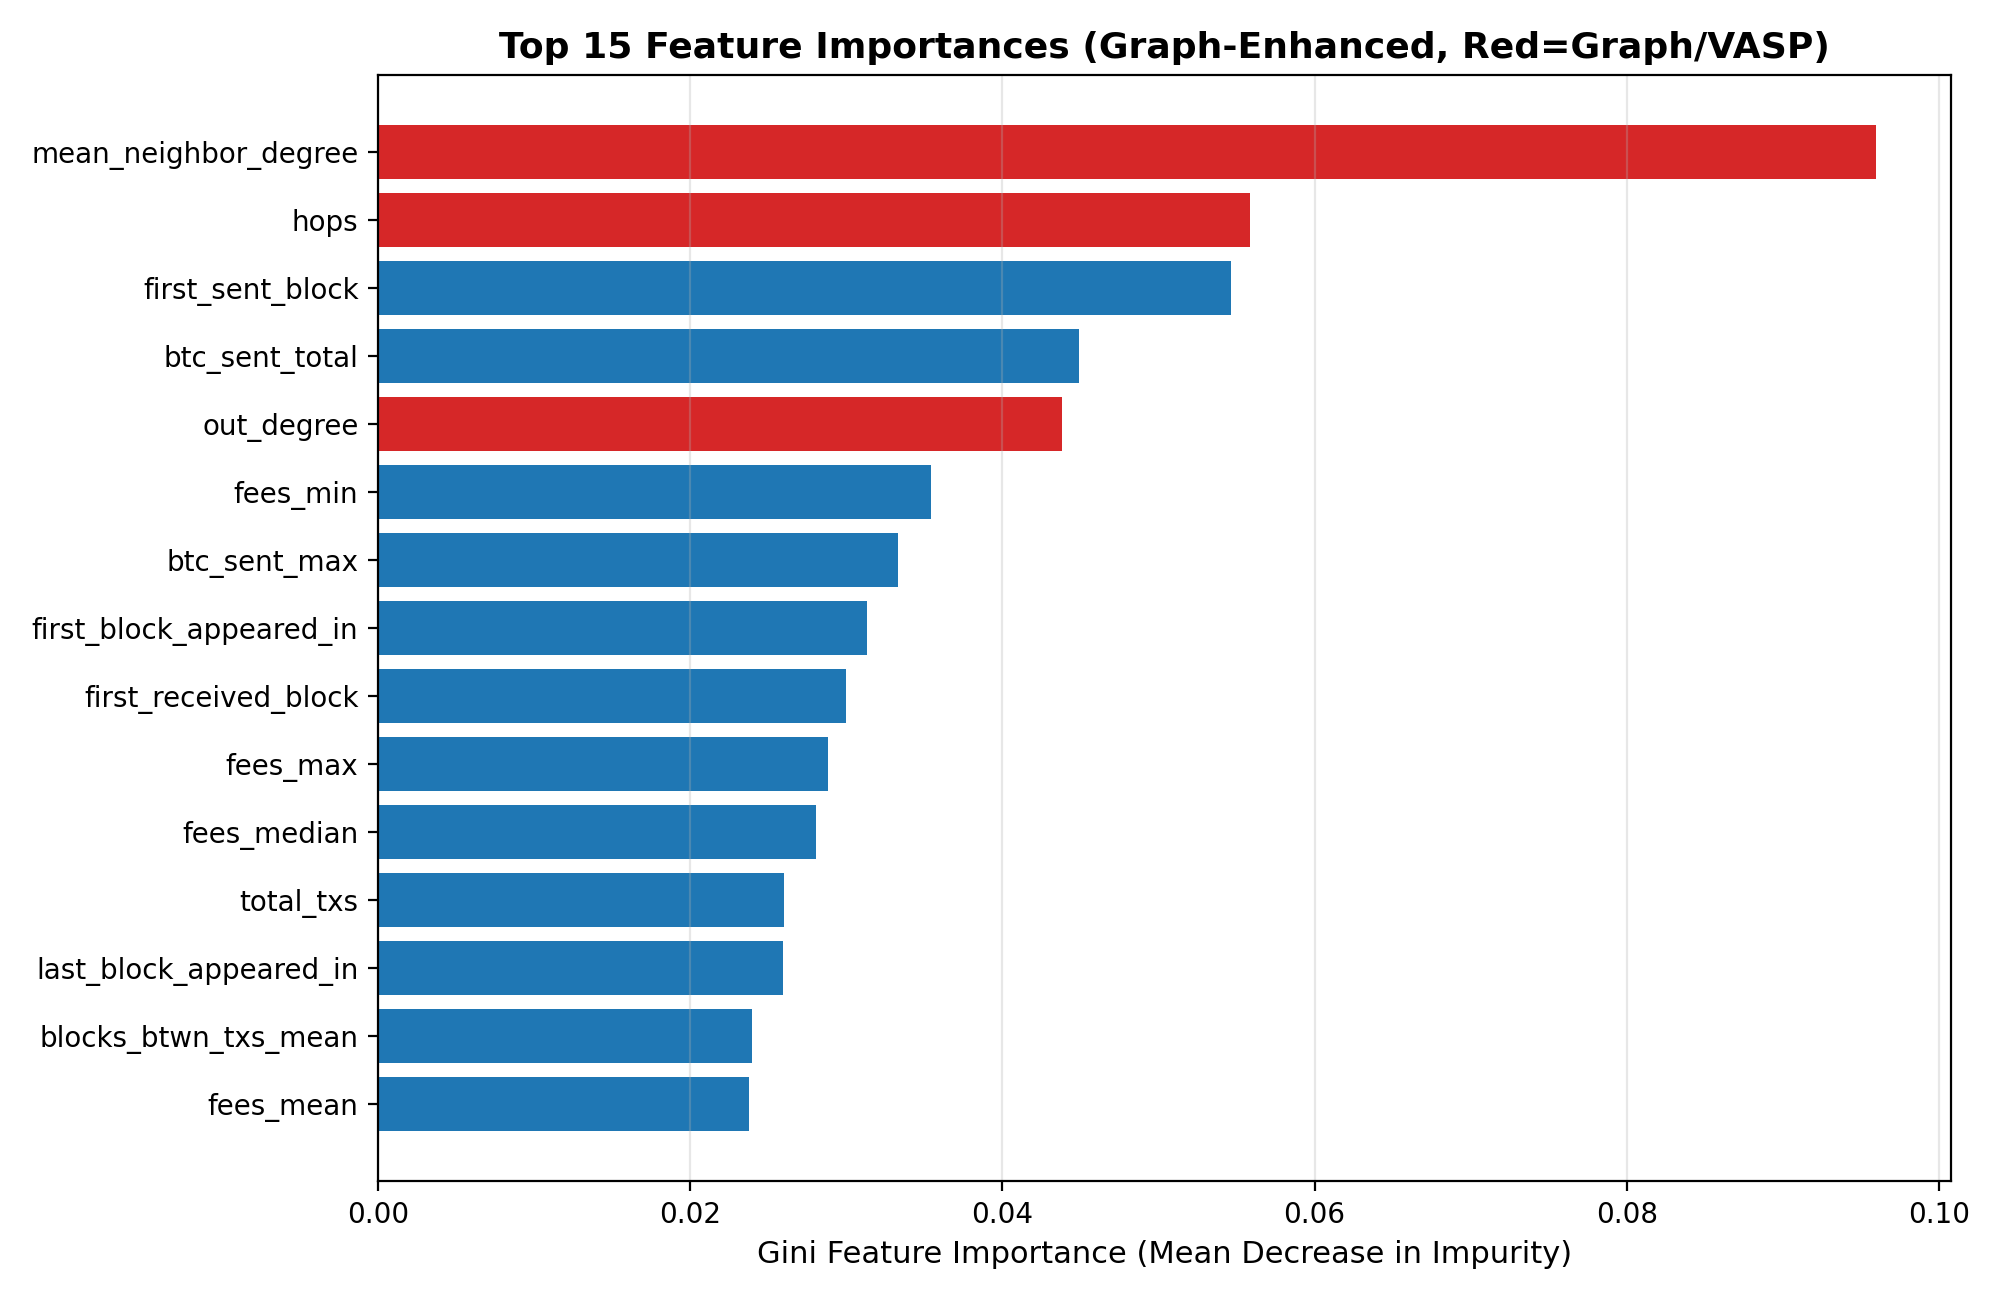 Top 15 Feature Importances (Graph-Enhanced, Red=Graph/VASP)
mean_neighbor_degree
hops
first_sent_block
btc_sent_total
out_degree
fees_min
btc_sent_max
first_block_appeared_in
first_received_block
fees_max
fees_median
total_txs
last_block_appeared_in
blocks_btwn_txs_mean
fees_mean
0.00 0.02 0.04 0.06 0.08 0.10
Gini Feature Importance (Mean Decrease in Impurity)